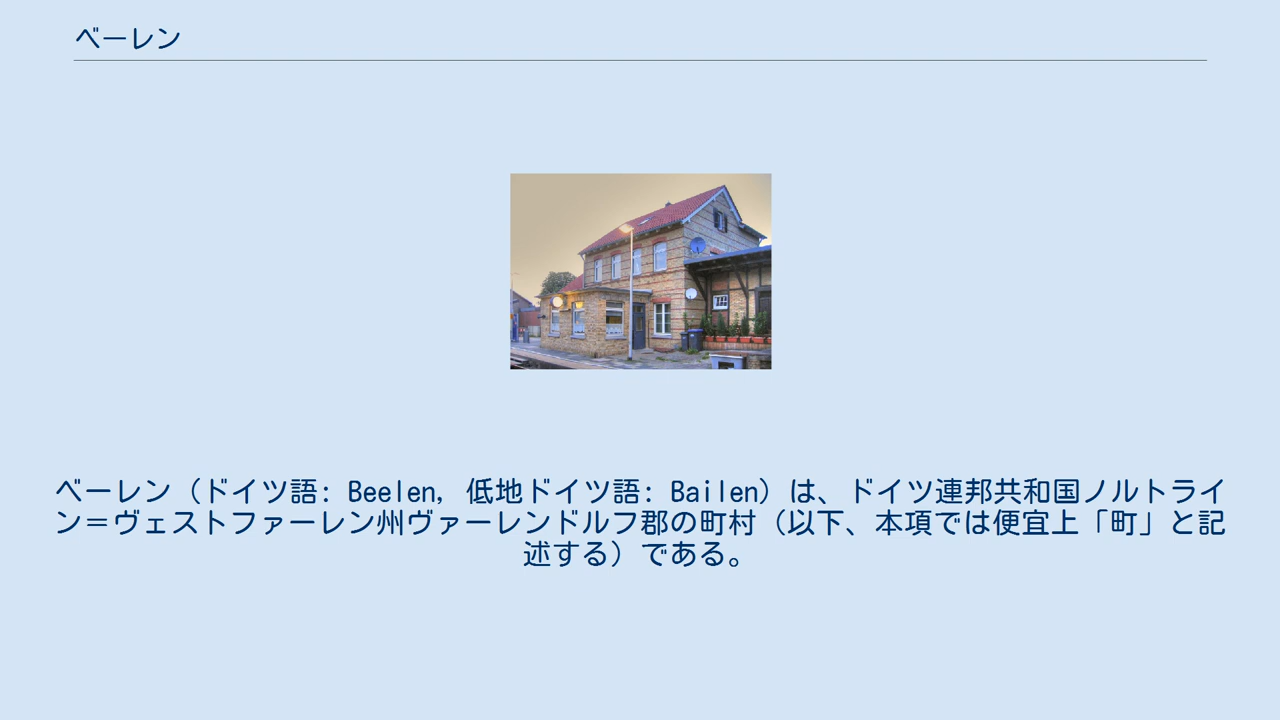 ベーレン
ベーレン（ドイツ語: Beelen, 低地ドイツ語: Bailen）は、ドイツ連邦共和国ノルトライ
ン＝ヴェストファーレン州ヴァーレンドルフ郡の町村（以下、本項では便宜上「町」と記
述する）である。